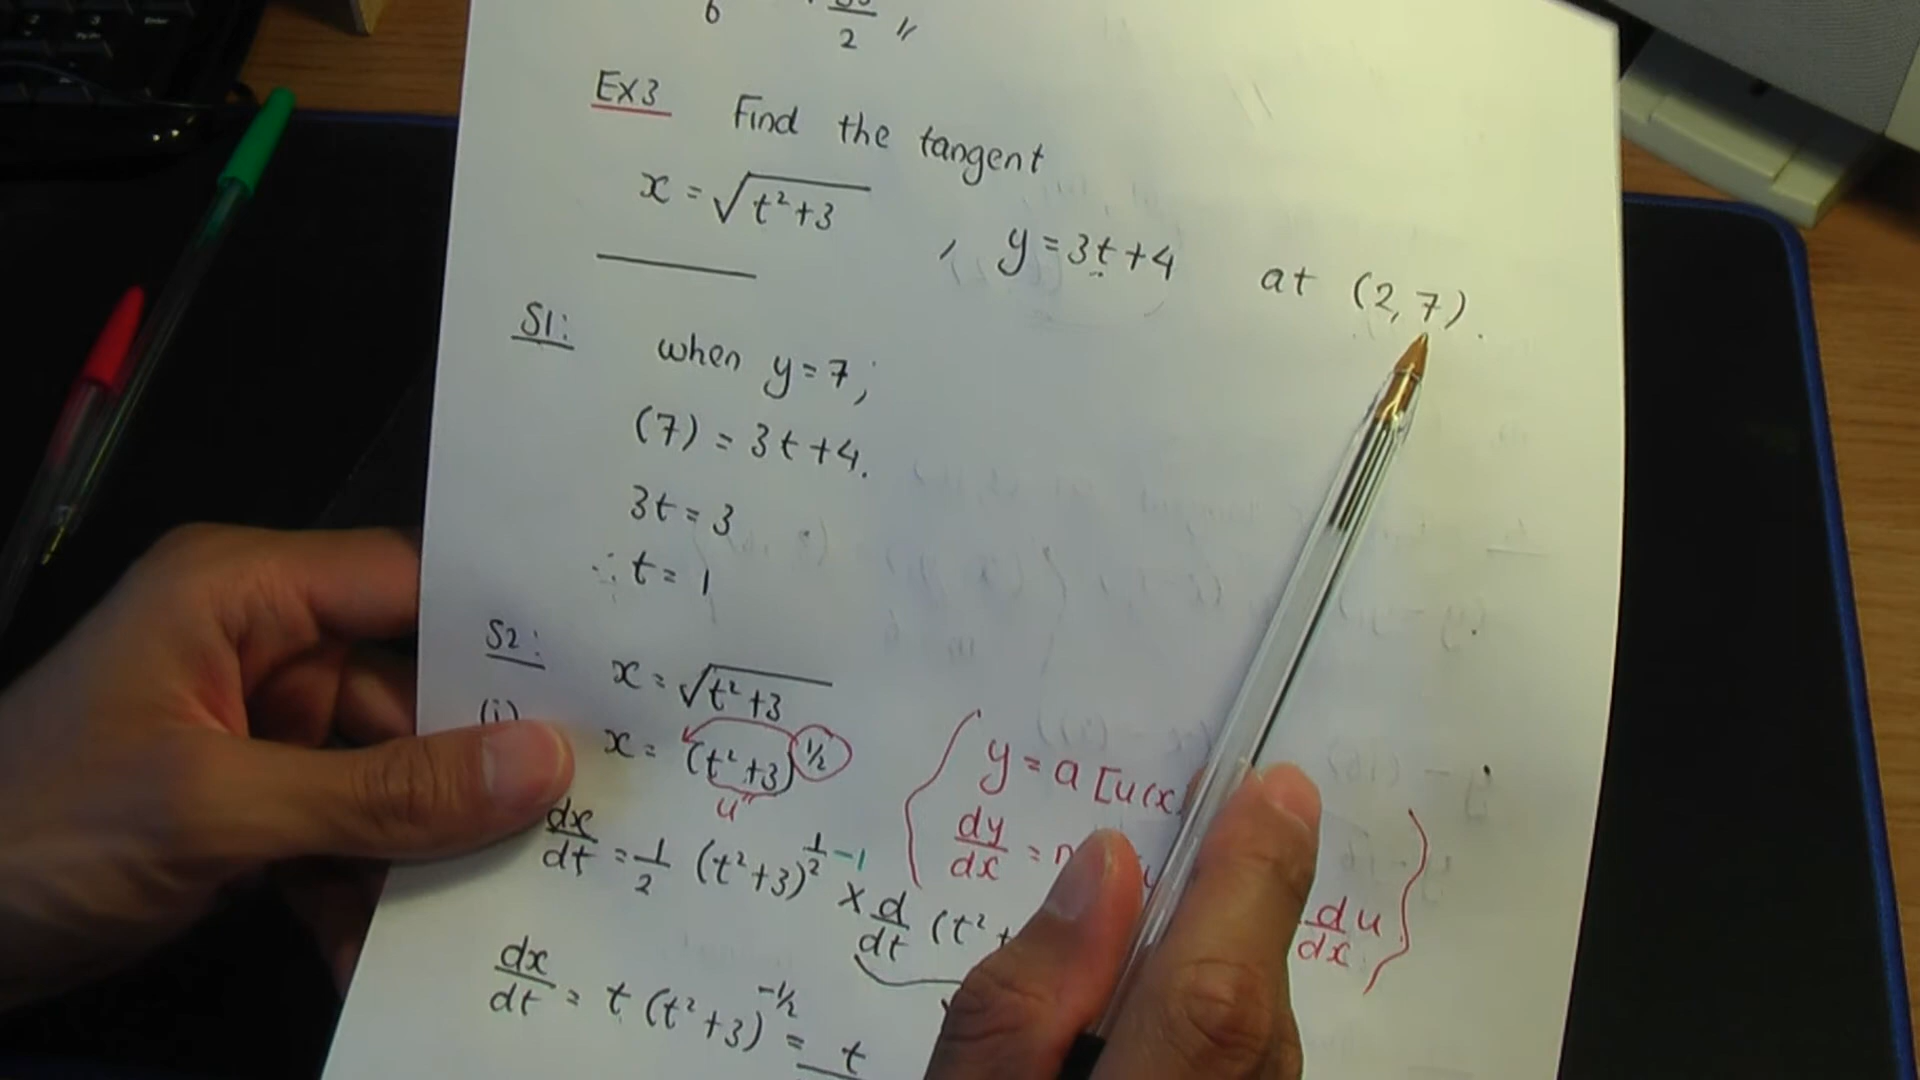 6 2 //
Ex3 Find the tangent
x = √(t²+3) , y = 3t+4 at (2,7).
S1: when y=7;
(7) = 3t+4.
3t = 3
∴ t = 1
S2: x = √(t²+3)
(i) x = (t²+3)^½
u
y = a [u(x)
dy/dx = n du/dx
dx/dt = 1/2 (t²+3)^(1/2 -1) × d/dt (t² +
dx/dt = t (t²+3)^-½ = t